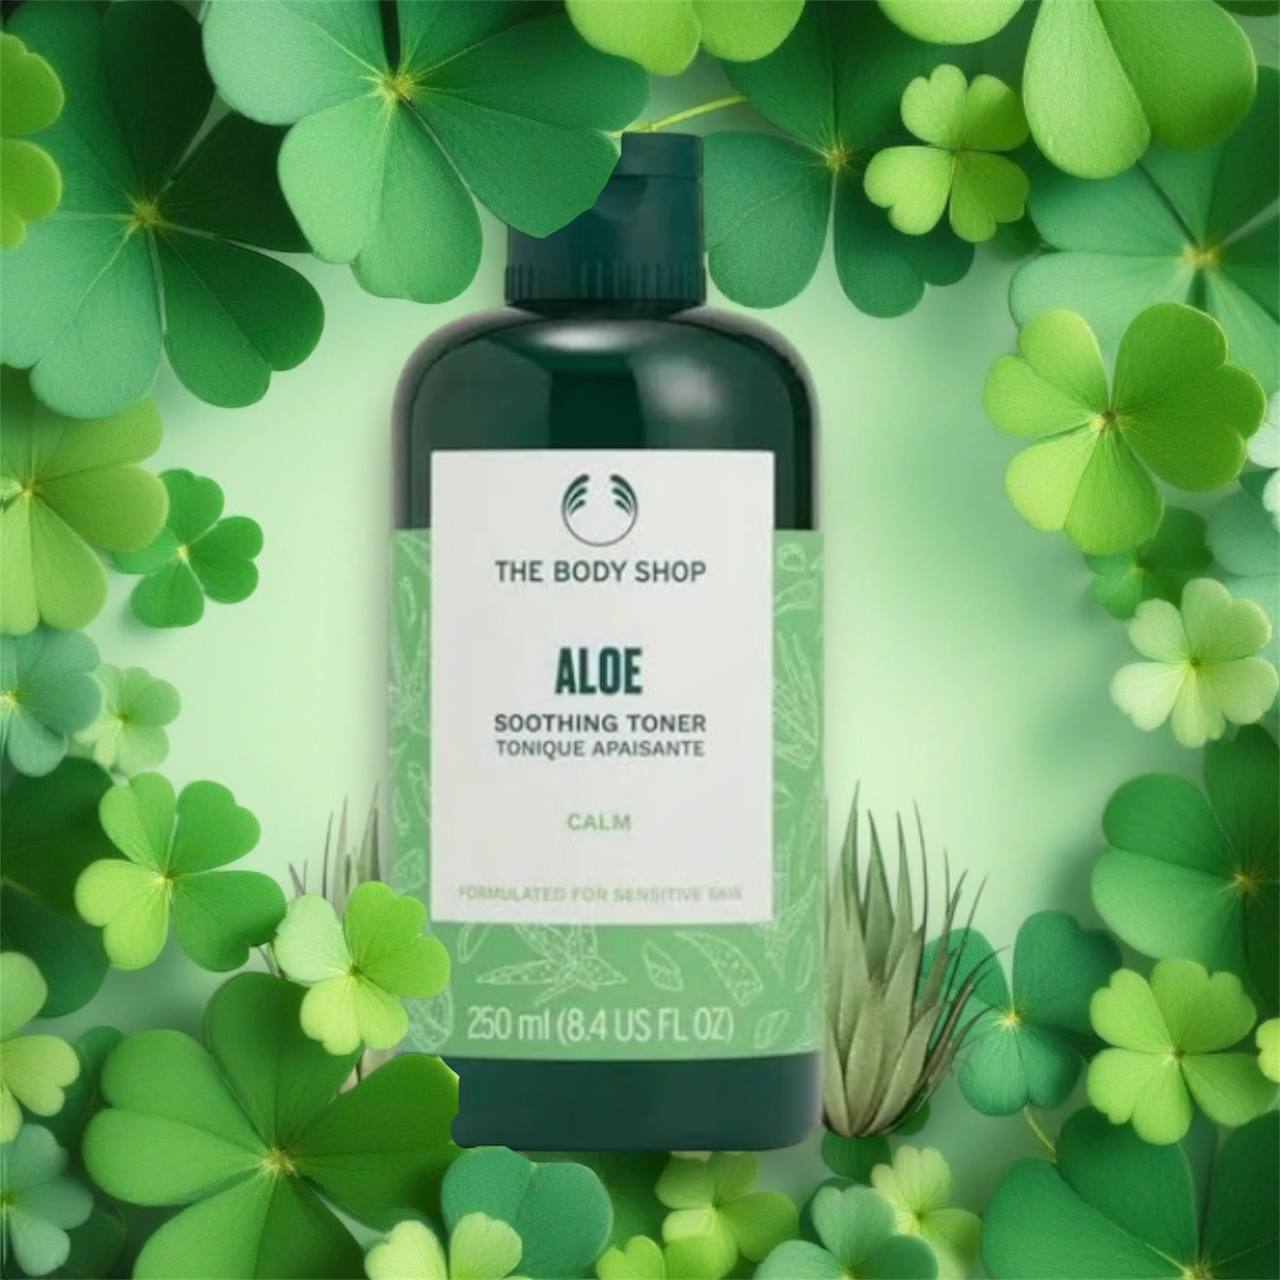 THE BODY SHOP
ALOE
SOOTHING TONER
TONIQUE APAISANTE
CALM
FORMULATED FOR SENSITIVE SKIN
250 ml (8.4 US FL OZ)